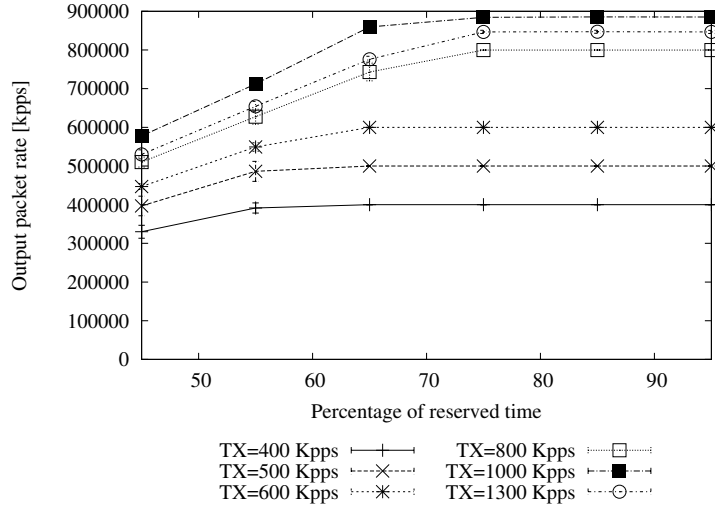 900000
800000
700000
600000
500000
400000
300000
200000
100000
0
Output packet rate [kpps]
50 60 70 80 90
Percentage of reserved time
TX=400 Kpps TX=800 Kpps
TX=500 Kpps TX=1000 Kpps
TX=600 Kpps TX=1300 Kpps